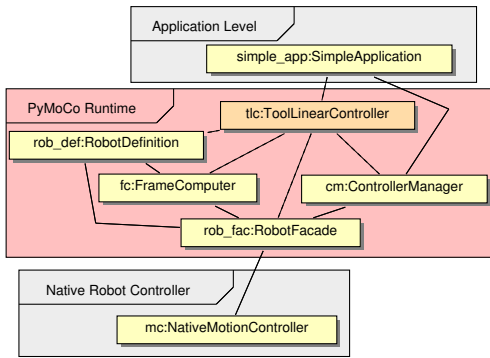 Application Level
simple_app:SimpleApplication
PyMoCo Runtime
tlc:ToolLinearController
rob_def:RobotDefinition
fc:FrameComputer
cm:ControllerManager
rob_fac:RobotFacade
Native Robot Controller
mc:NativeMotionController